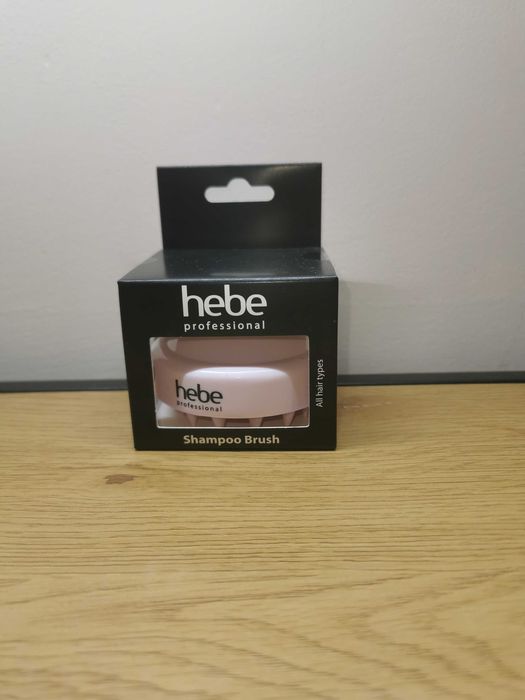 hebe
professional
hebe
professional
All hair types
Shampoo Brush